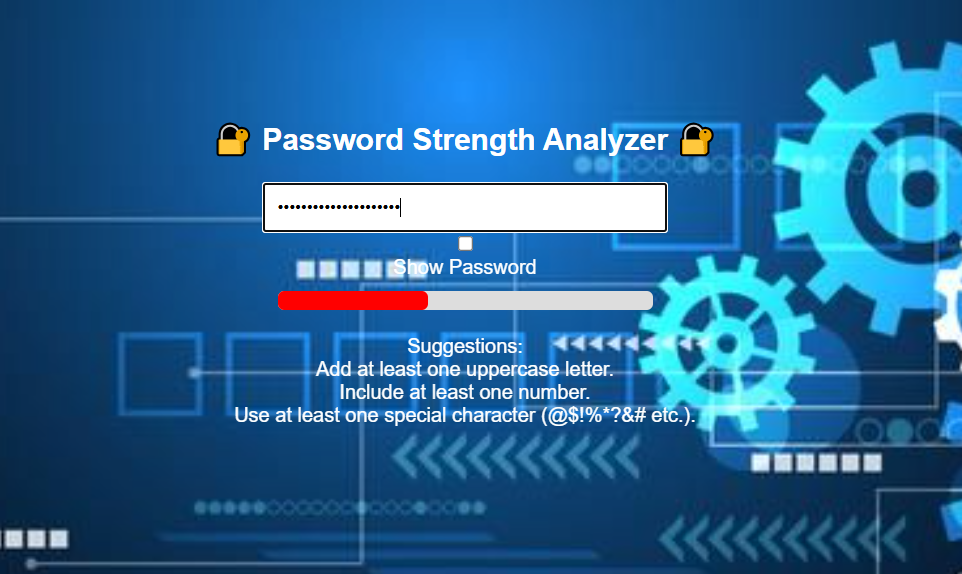 Password Strength Analyzer
•••••••••••••••••••••
Show Password
Suggestions:
Add at least one uppercase letter.
Include at least one number.
Use at least one special character (@$!%*?&# etc.).